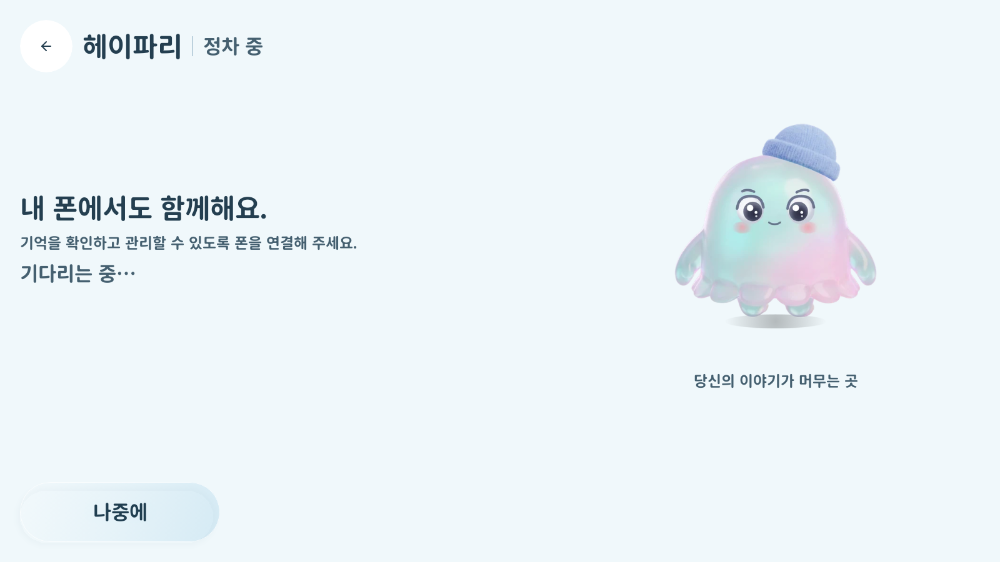 헤이파리
정차 중
내 폰에서도 함께해요.
기억을 확인하고 관리할 수 있도록 폰을 연결해 주세요.
기다리는 중…
당신의 이야기가 머무는 곳
나중에